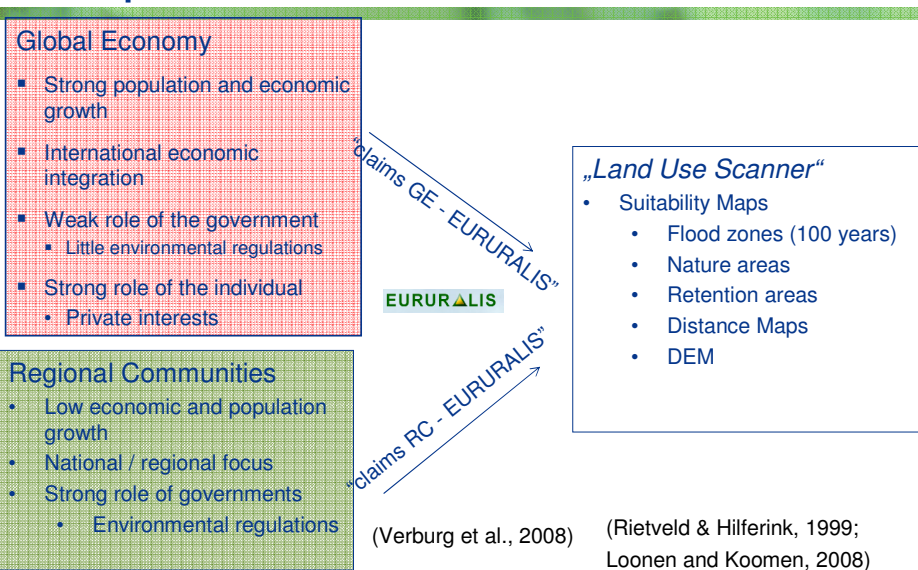 Global Economy
▪ Strong population and economic
growth
▪ International economic
integration
▪ Weak role of the government
▪ Little environmental regulations
▪ Strong role of the individual
• Private interests
Regional Communities
• Low economic and population
growth
• National / regional focus
• Strong role of governments
• Environmental regulations
“claims GE - EURURALIS”
EURURALIS
“claims RC - EURURALIS”
(Verburg et al., 2008)
„Land Use Scanner“
• Suitability Maps
• Flood zones (100 years)
• Nature areas
• Retention areas
• Distance Maps
• DEM
(Rietveld & Hilferink, 1999;
Loonen and Koomen, 2008)